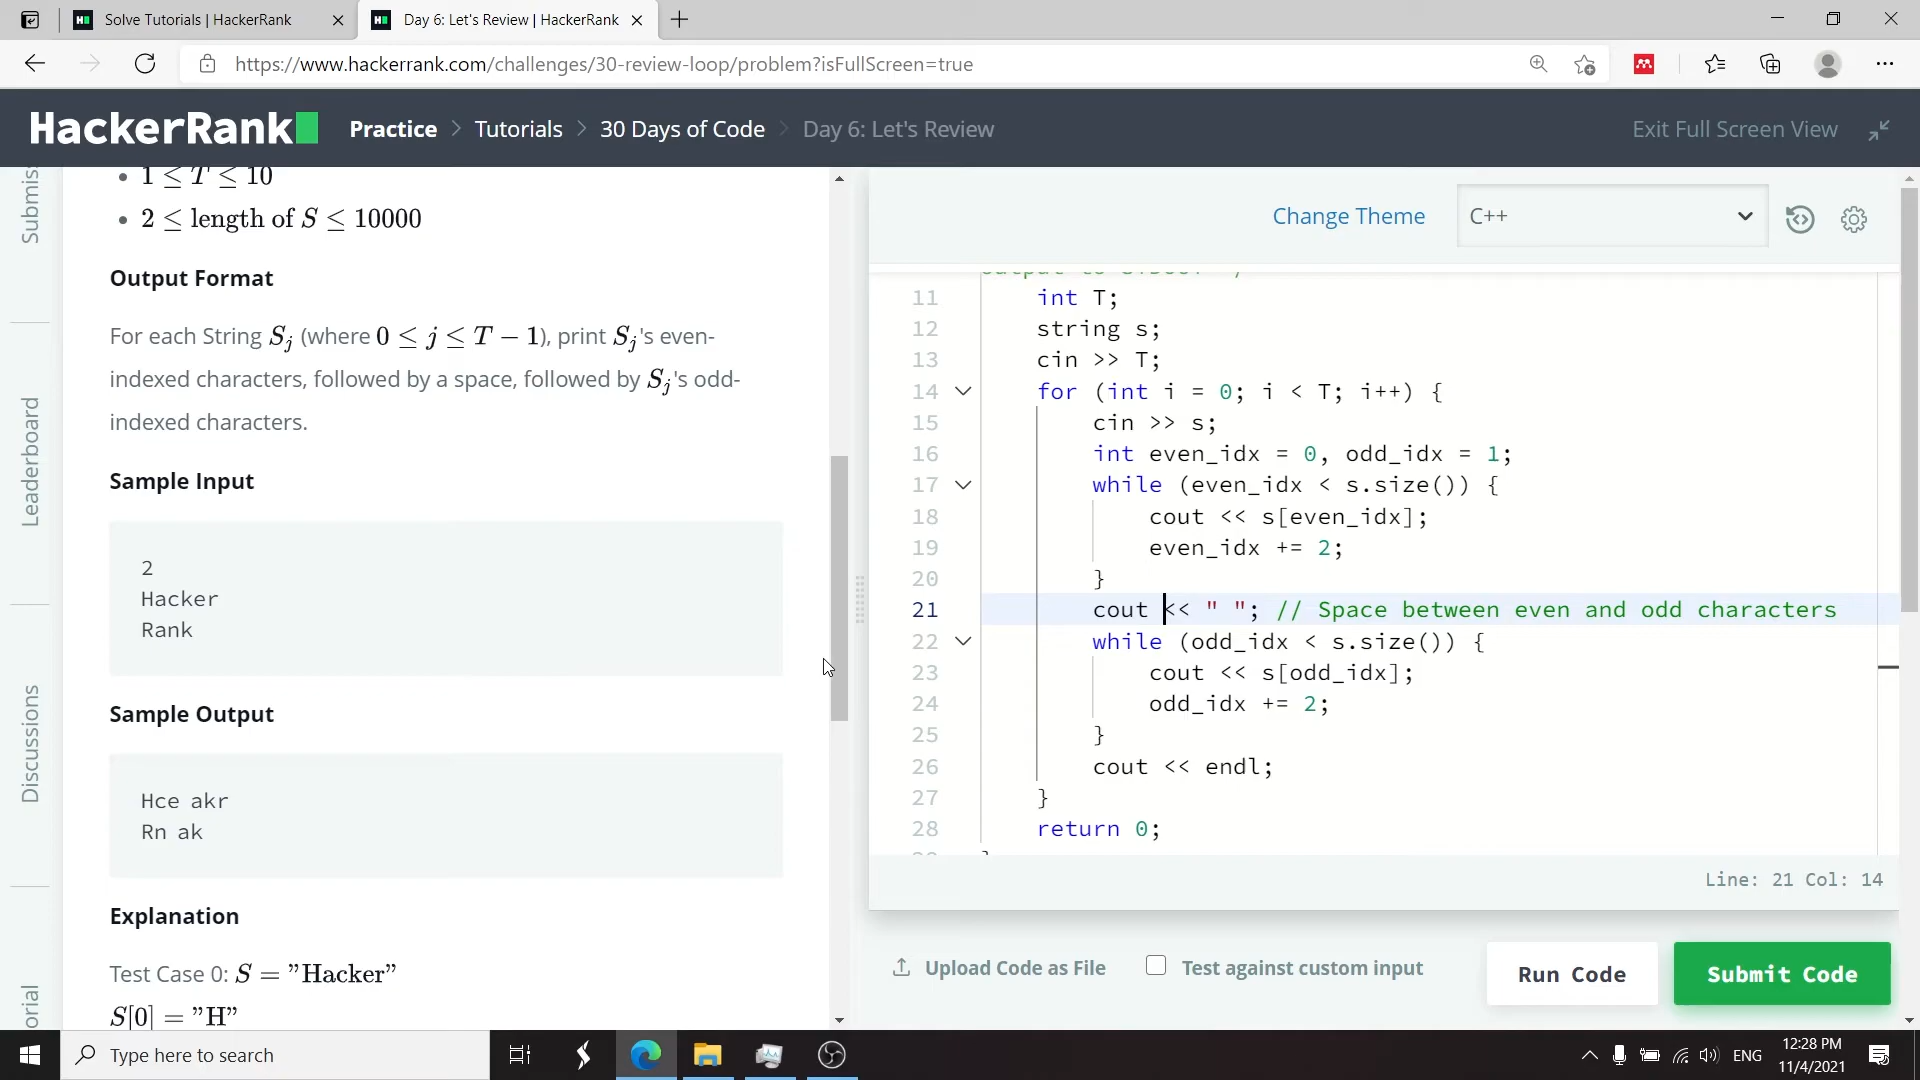 Solve Tutorials | HackerRank
Day 6: Let's Review | HackerRank
https://www.hackerrank.com/challenges/30-review-loop/problem?isFullScreen=true
HackerRank
Practice > Tutorials > 30 Days of Code > Day 6: Let's Review
Exit Full Screen View
Submis
Leaderboard
Discussions
orial
• 1 ≤ T ≤ 10
• 2 ≤ length of S ≤ 10000
Output Format
For each String Sj (where 0 ≤ j ≤ T − 1), print Sj's even-
indexed characters, followed by a space, followed by Sj's odd-
indexed characters.
Sample Input
2
Hacker
Rank
Sample Output
Hce akr
Rn ak
Explanation
Test Case 0: S = ”Hacker”
S[0] = ”H”
Change Theme
C++
11 int T;
12 string s;
13 cin >> T;
14 for (int i = 0; i < T; i++) {
15 cin >> s;
16 int even_idx = 0, odd_idx = 1;
17 while (even_idx < s.size()) {
18 cout << s[even_idx];
19 even_idx += 2;
20 }
21 cout << " "; // Space between even and odd characters
22 while (odd_idx < s.size()) {
23 cout << s[odd_idx];
24 odd_idx += 2;
25 }
26 cout << endl;
27 }
28 return 0;
Line: 21 Col: 14
Upload Code as File
Test against custom input
Run Code
Submit Code
Type here to search
ENG
12:28 PM
11/4/2021